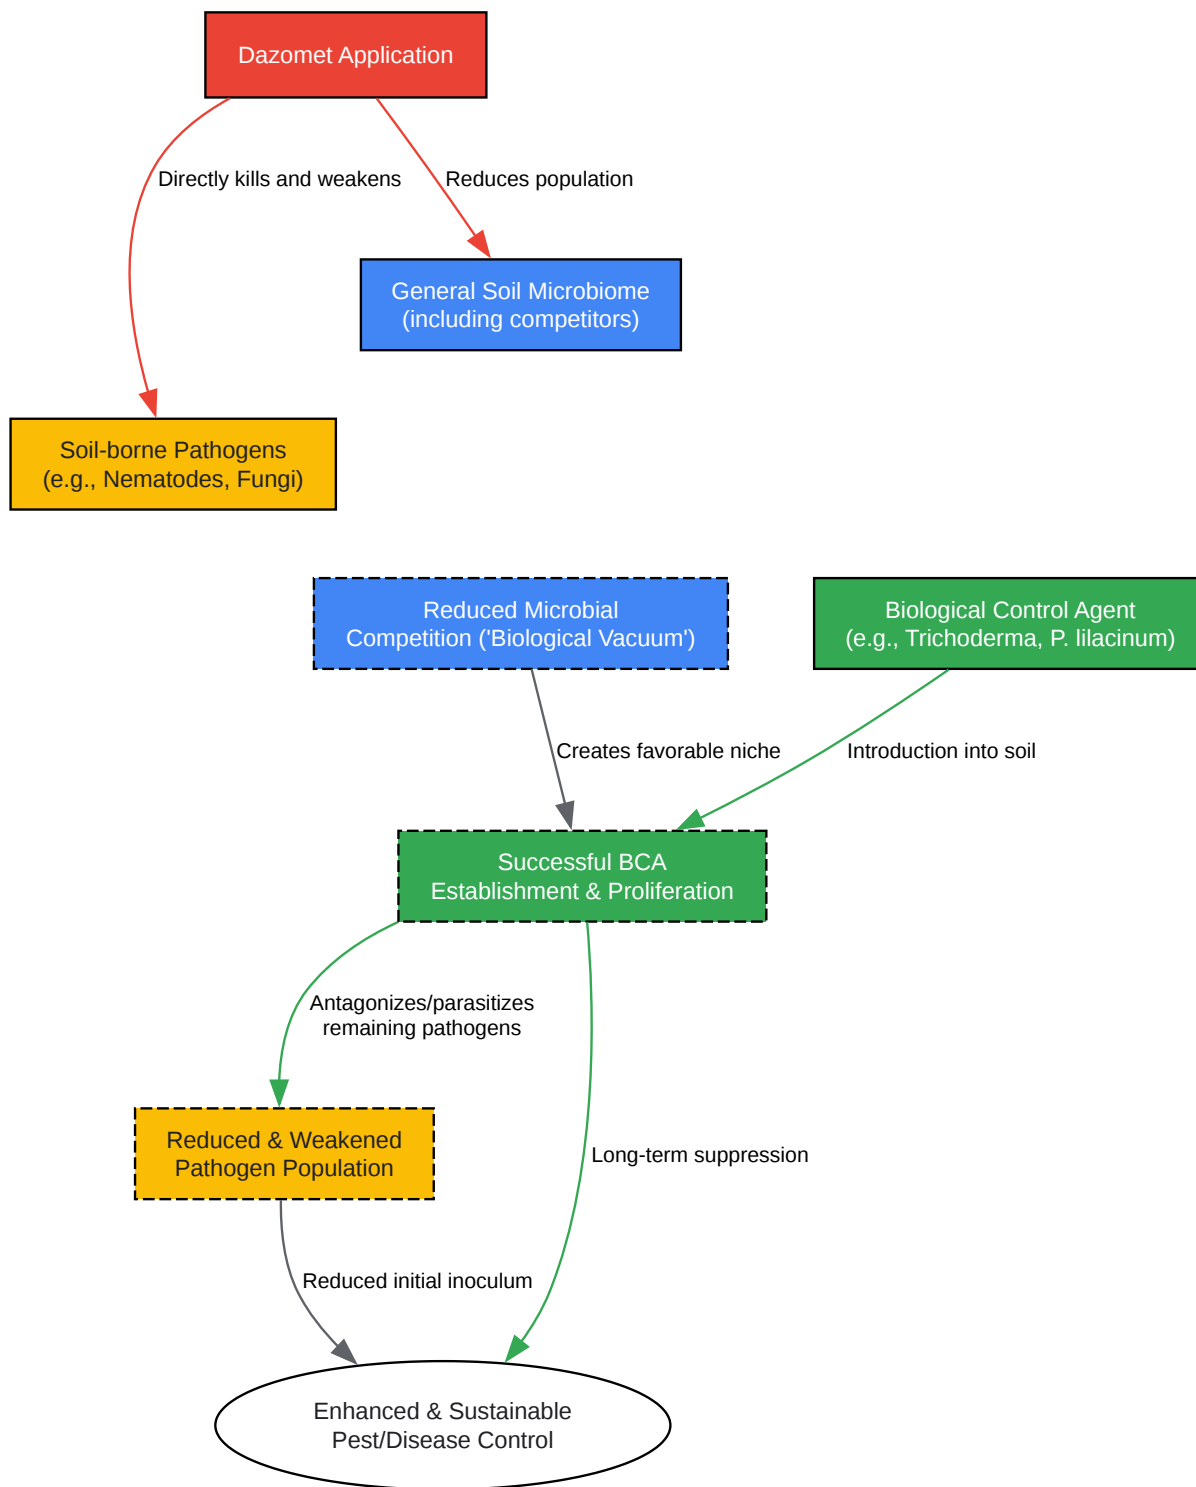 Dazomet Application
Directly kills and weakens
Reduces population
General Soil Microbiome
(including competitors)
Soil-borne Pathogens
(e.g., Nematodes, Fungi)
Reduced Microbial
Competition ('Biological Vacuum')
Biological Control Agent
(e.g., Trichoderma, P. lilacinum)
Creates favorable niche
Introduction into soil
Successful BCA
Establishment & Proliferation
Antagonizes/parasitizes
remaining pathogens
Reduced & Weakened
Pathogen Population
Long-term suppression
Reduced initial inoculum
Enhanced & Sustainable
Pest/Disease Control